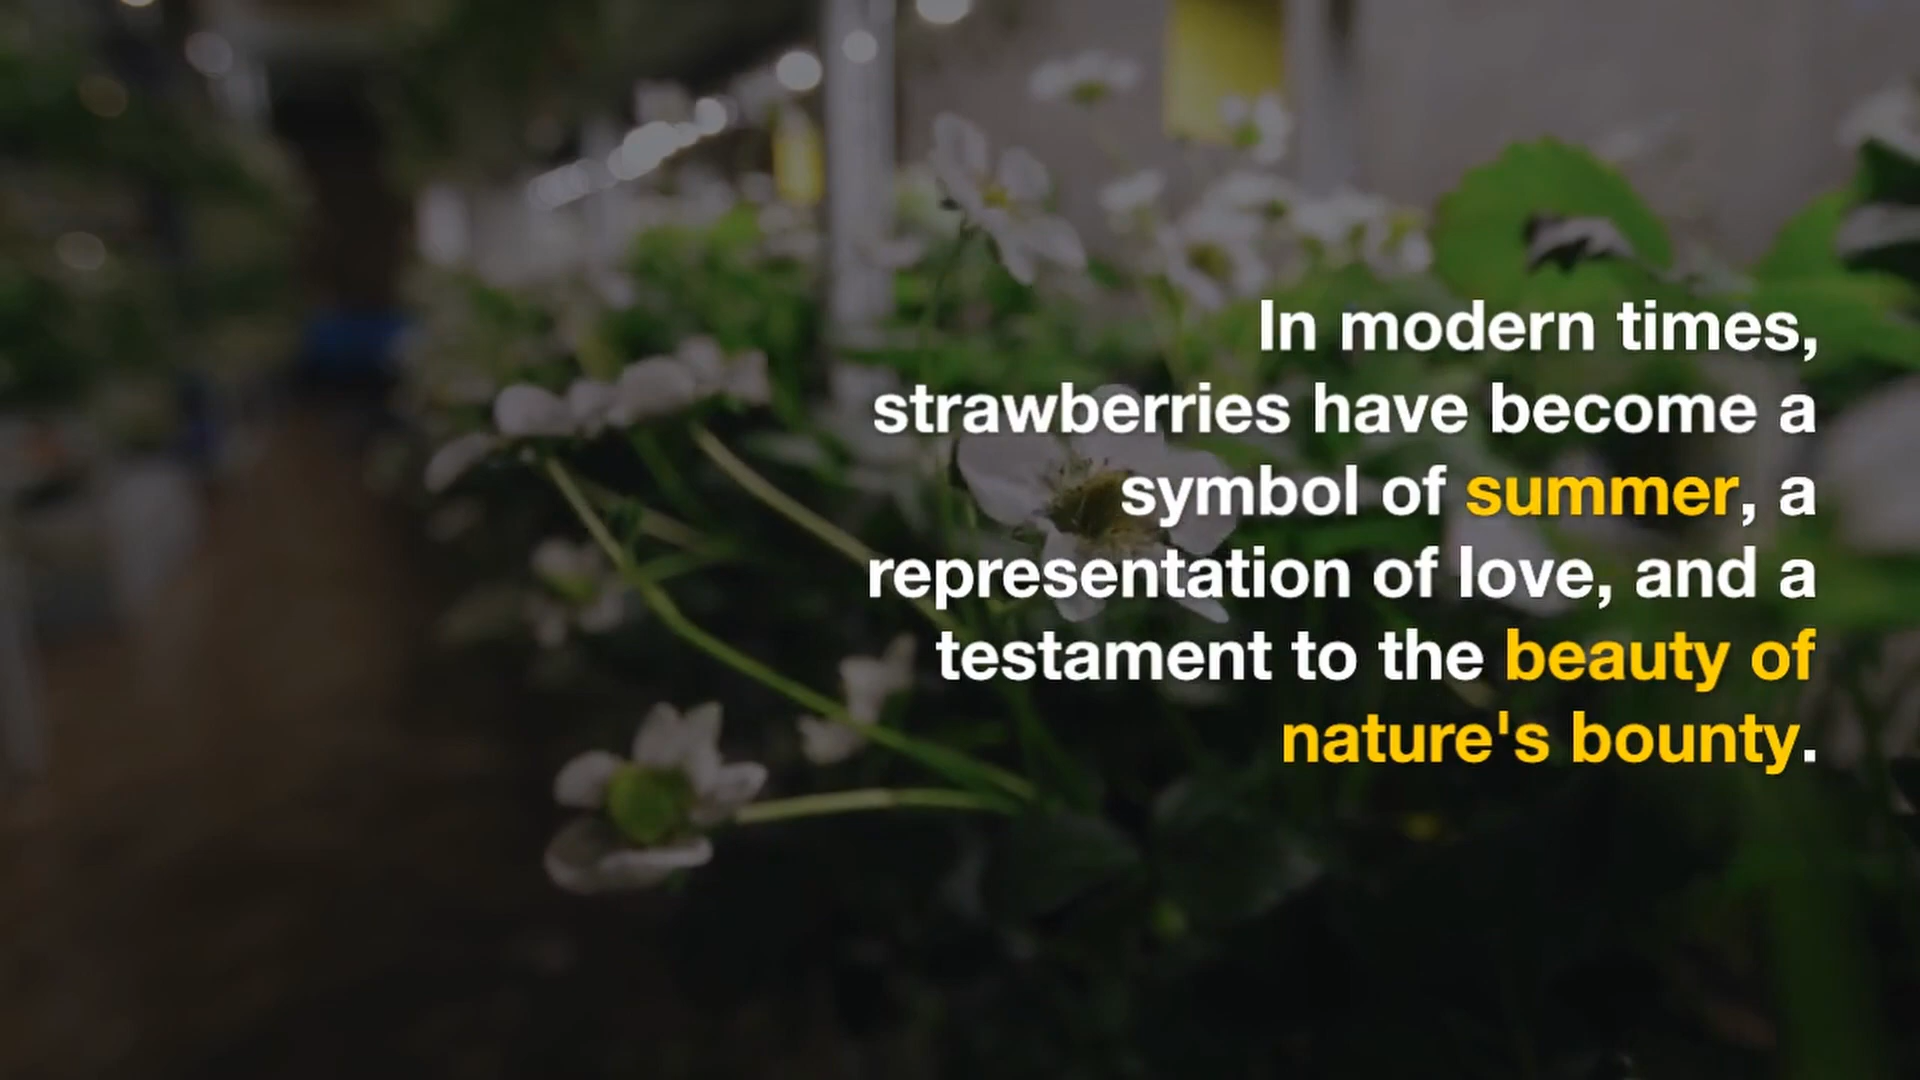 In modern times,
strawberries have become a
symbol of summer, a
representation of love, and a
testament to the beauty of
nature's bounty.